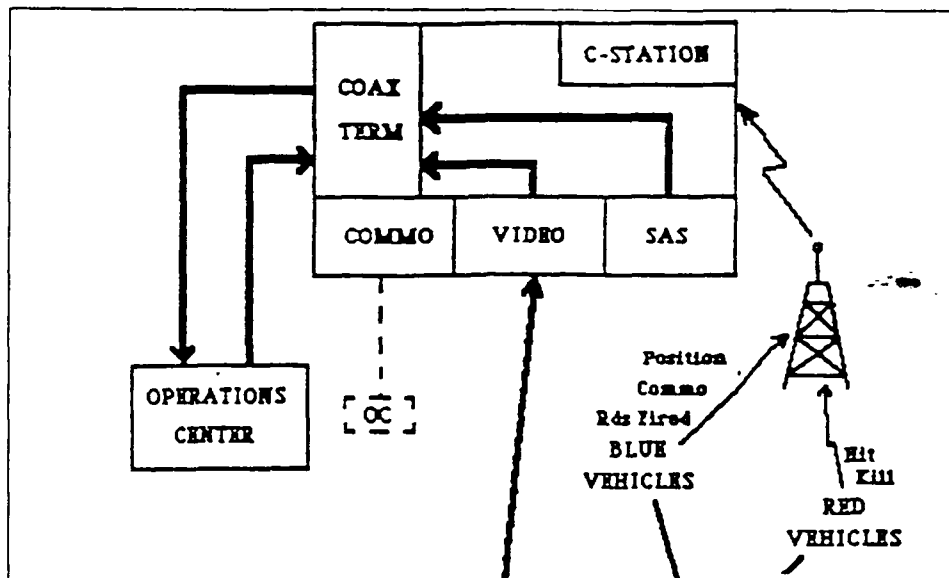 C-STATION
COAX
TERM
COMMO
VIDEO
SAS
OPERATIONS
CENTER
OC
Position
Commo
Rds Fired
BLUE
VEHICLES
Hit
Kill
RED
VEHICLES